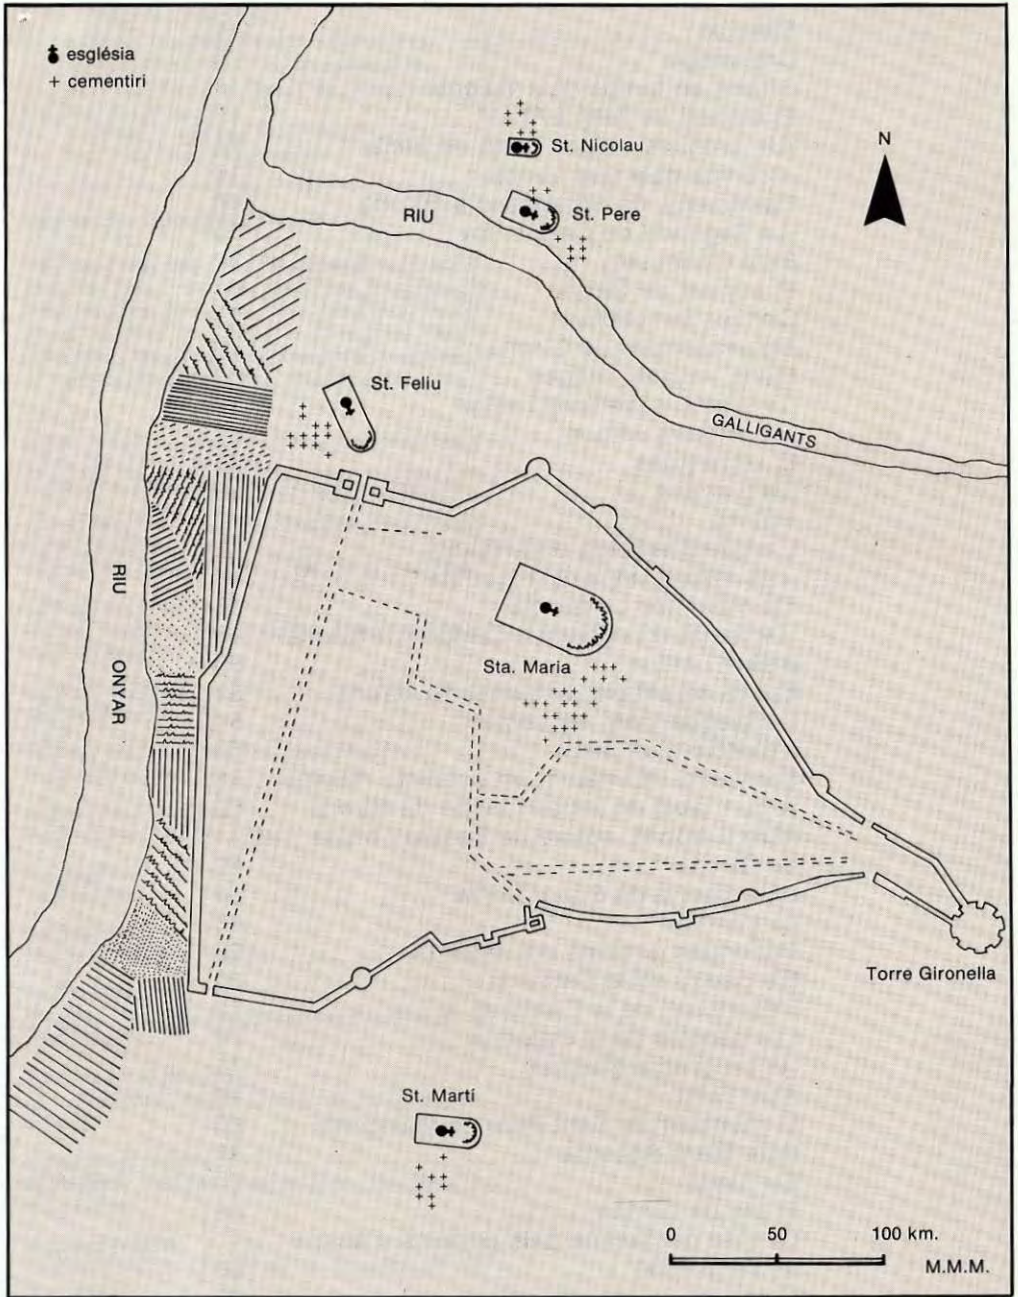 església
+ cementiri
St. Nicolau
N
RIU
St. Pere
St. Feliu
GALLIGANTS
RIU ONYAR
Sta. Maria
Torre Gironella
St. Martí
0 50 100 km.
M.M.M.